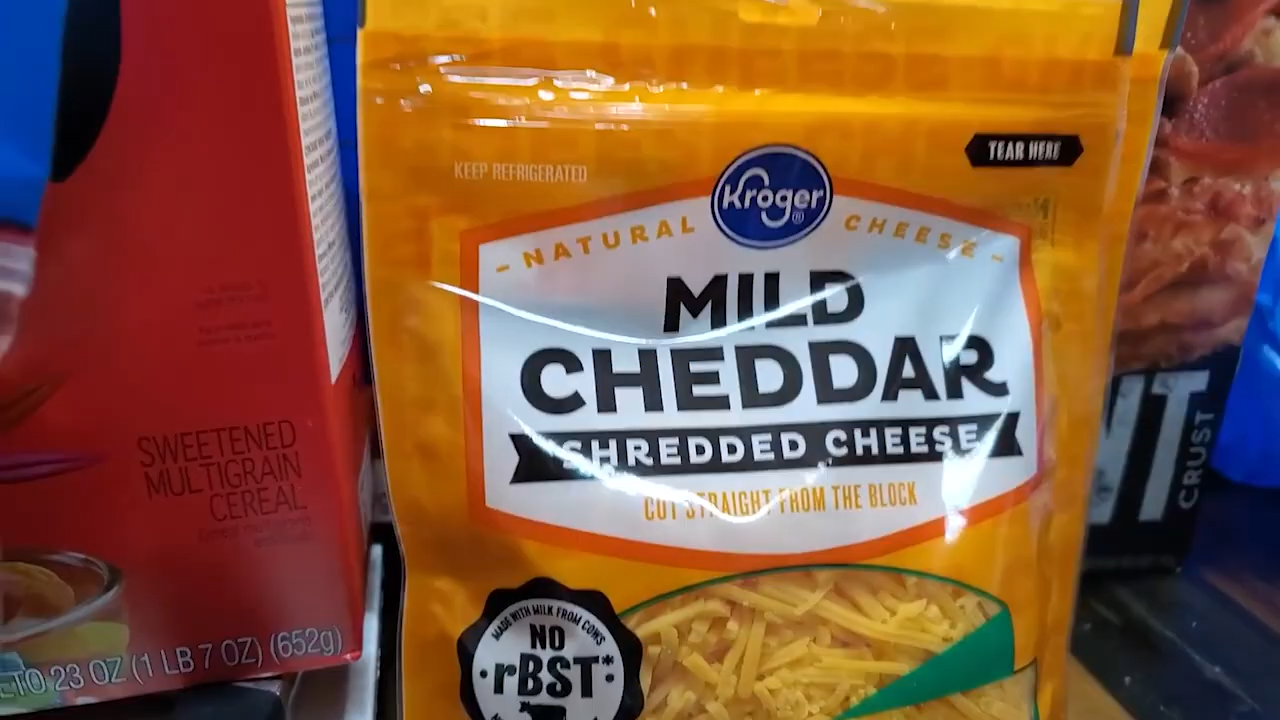 KEEP REFRIGERATED
TEAR HERE
Kroger®
– NATURAL CHEESE –
MILD
CHEDDAR
SHREDDED CHEESE
CUT STRAIGHT FROM THE BLOCK
MADE WITH MILK FROM COWS
NO
rBST*
SWEETENED
MULTIGRAIN
CEREAL
23 OZ (1 LB 7 OZ) (652g)
CRUST